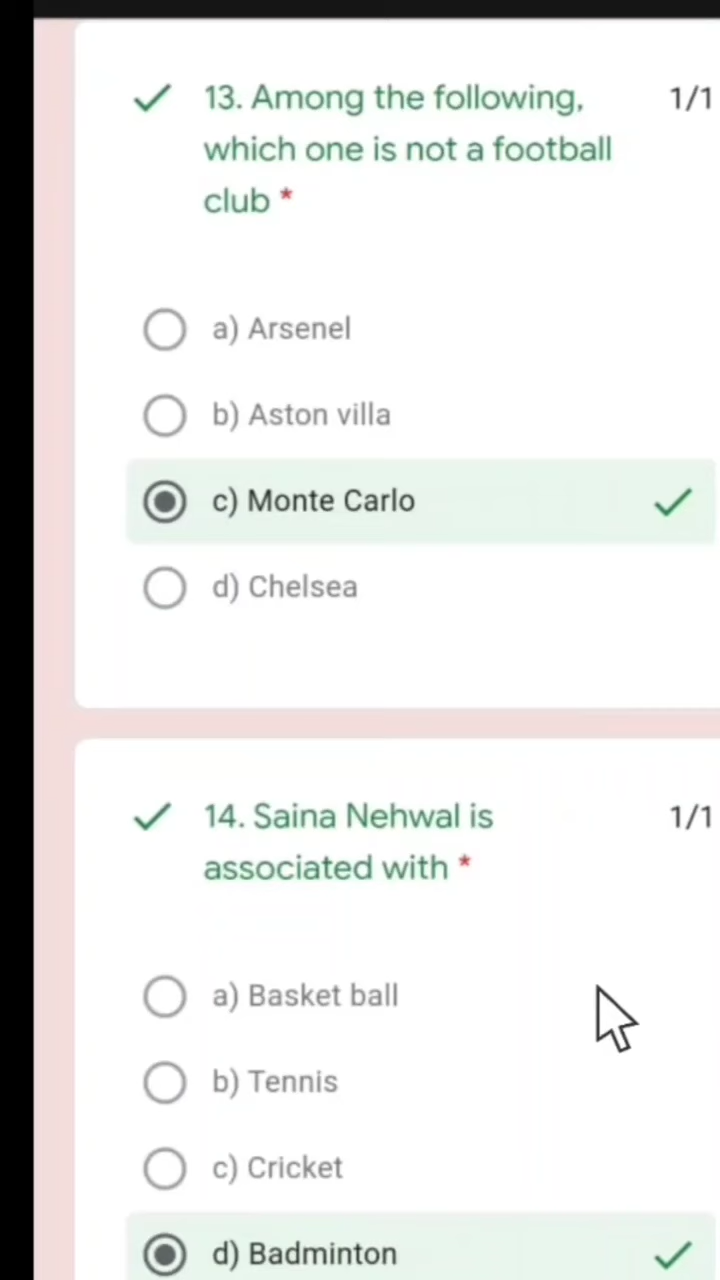 13. Among the following, 1/1
which one is not a football
club *
a) Arsenel
b) Aston villa
c) Monte Carlo
d) Chelsea
14. Saina Nehwal is 1/1
associated with *
a) Basket ball
b) Tennis
c) Cricket
d) Badminton